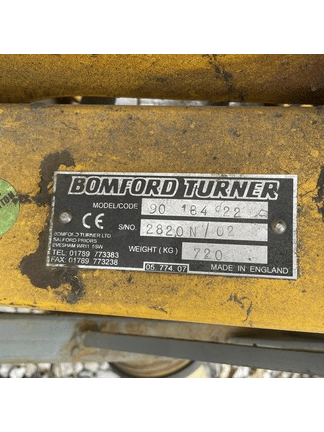 BOMFORD TURNER
MODEL/CODE 90 184 22
CE
S/NO. 2820N/02
BOMFORD TURNER LTD
SALFORD PRIORS
EVESHAM WR11 5SW
TEL: 01789 773383
FAX: 01789 773238
WEIGHT (KG) 720
05.774.07
MADE IN ENGLAND